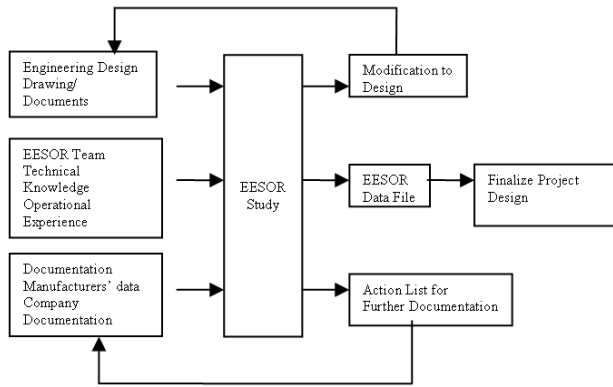 Engineering Design
Drawing/
Documents
Modification to
Design
EESOR Team
Technical
Knowledge
Operational
Experience
EESOR
Study
EESOR
Data File
Finalize Project
Design
Documentation
Manufacturers’ data
Company
Documentation
Action List for
Further Documentation